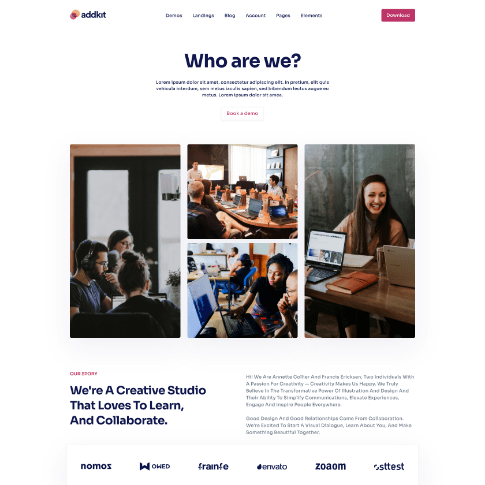 addkit
Demos Landings Blog Account Pages Elements
Download
Who are we?
Lorem ipsum dolor sit amet, consectetur adipiscing elit. In pretium, elit quis
vehicula interdum, sem metus iaculis sapien, sed bibendum lectus augue eu
metus. Lorem ipsum dolor sit amet.
Book a demo
OUR STORY
We're A Creative Studio
That Loves To Learn,
And Collaborate.
Hi! We Are Annette Gollier And Francis Ericksen, Two Individuals With
A Passion For Creativity — Creativity Makes Us Happy. We Truly
Believe In The Transformative Power Of Illustration And Design And
Their Ability To Simplify Communications, Elevate Experiences,
Engage And Inspire People Everywhere.
Good Design And Good Relationships Come From Collaboration.
We're Excited To Start A Visual Dialogue, Learn About You, And Make
Something Beautiful Together.
nomos
frainfe
envato
zoaom